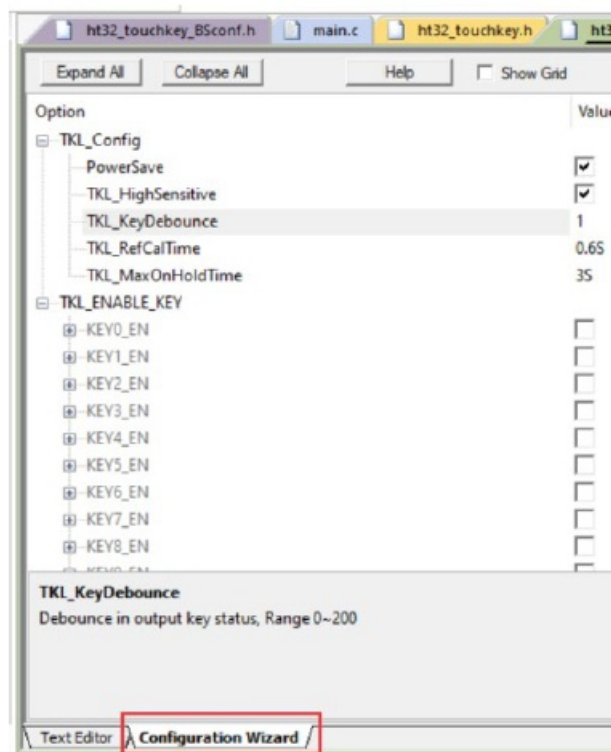 ht32_touchkey_BSconf.h main.c ht32_touchkey.h
Expand All Collapse All Help Show Grid
Option
TKL_Config
PowerSave
TKL_HighSensitive
TKL_KeyDebounce 1
TKL_RefCalTime 0.6S
TKL_MaxOnHoldTime 3S
TKL_ENABLE_KEY
KEY0_EN
KEY1_EN
KEY2_EN
KEY3_EN
KEY4_EN
KEY5_EN
KEY6_EN
KEY7_EN
KEY8_EN
TKL_KeyDebounce
Debounce in output key status, Range 0~200
Text Editor Configuration Wizard